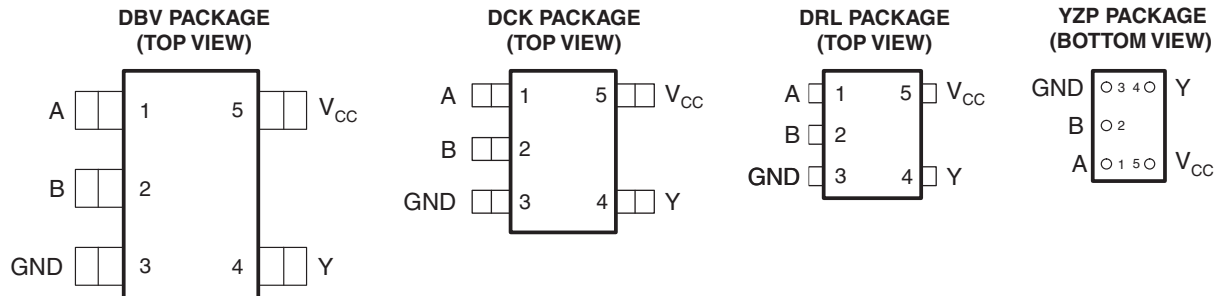 DBV PACKAGE
(TOP VIEW)
A 1 5 VCC
B 2
GND 3 4 Y
DCK PACKAGE
(TOP VIEW)
A 1 5 VCC
B 2
GND 3 4 Y
DRL PACKAGE
(TOP VIEW)
A 1 5 VCC
B 2
GND 3 4 Y
YZP PACKAGE
(BOTTOM VIEW)
GND 3 4 Y
B 2
A 1 5 VCC